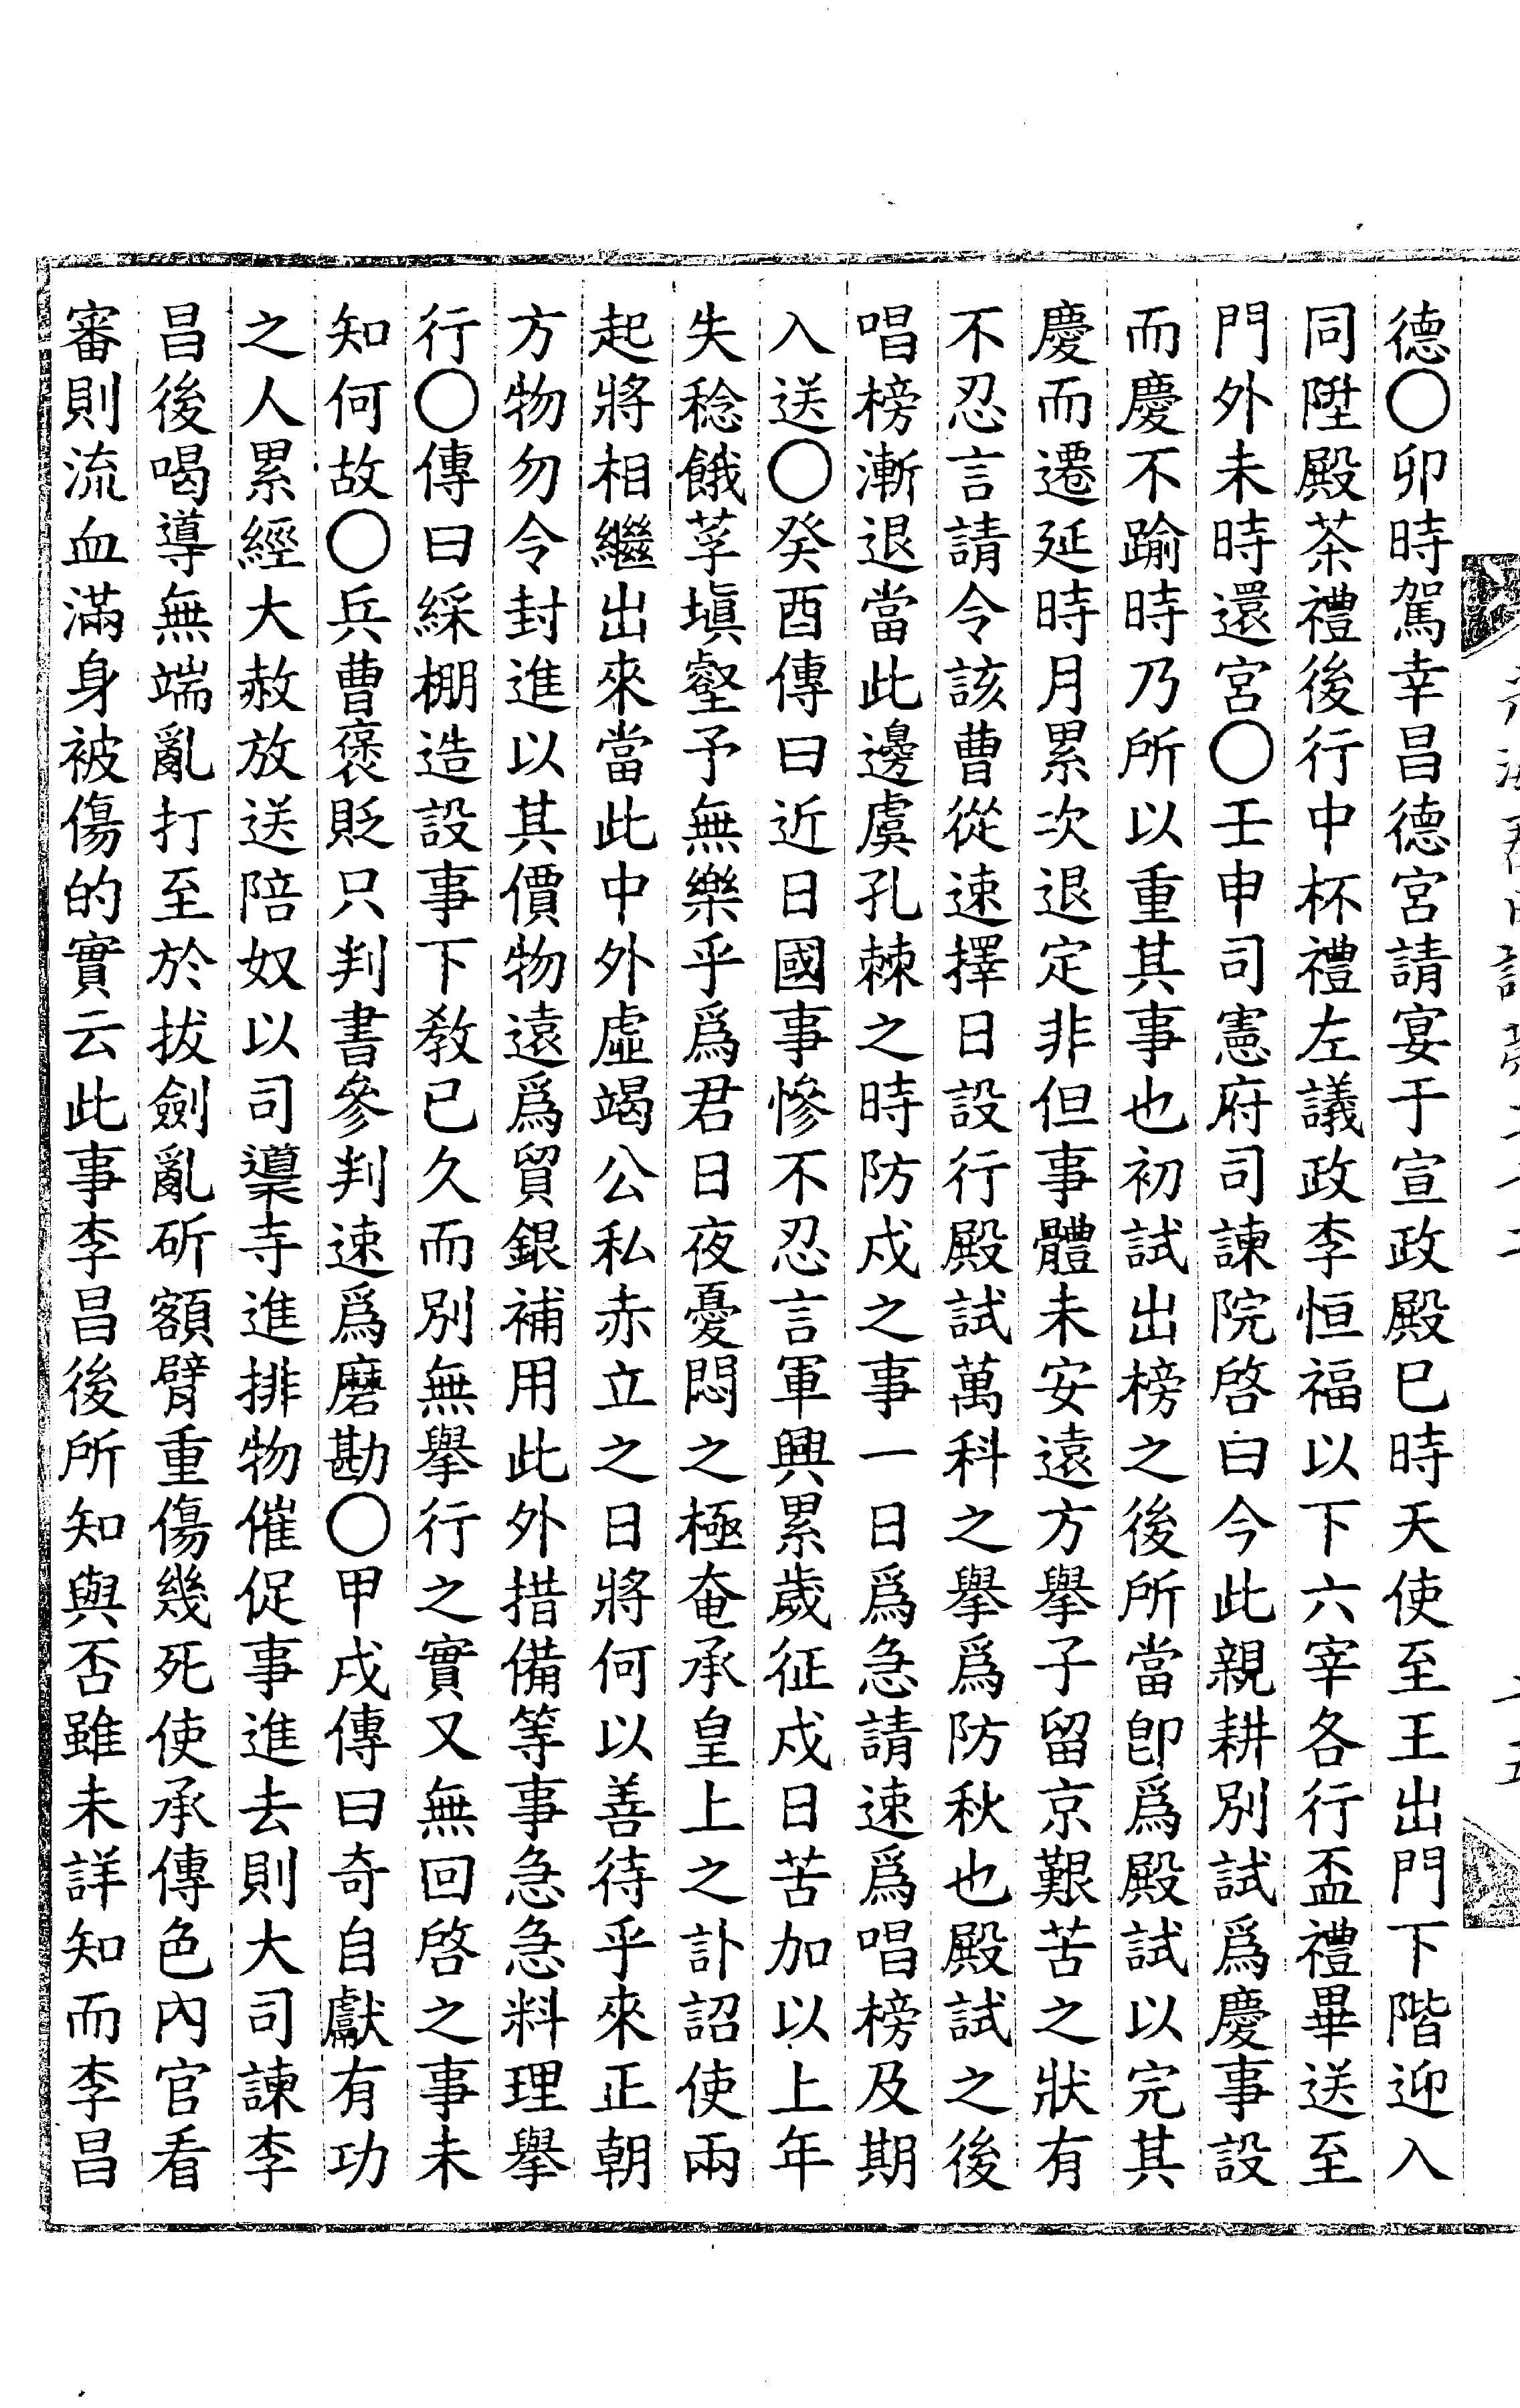 德〇卯時駕幸昌德宮請宴于宣政殿巳時天使至王出門下階迎入
同陞殿茶禮後行中杯禮左議政李恒福以下六宰各行盃禮畢送至
門外未時還宮〇壬申司憲府司諫院啓曰今此親耕別試爲慶事設
而慶不踰時乃所以重其事也初試出榜之後所當卽爲殿試以完其
慶而遷延時月累次退定非但事體未安遠方擧子留京艱苦之狀有
不忍言請令該曹從速擇日設行殿試萬科之擧爲防秋也殿試之後
唱榜漸退當此邊虞孔棘之時防戍之事一日爲急請速爲唱榜及期
入送〇癸酉傳曰近日國事慘不忍言軍興累歲征戍日苦加以上年
失稔餓莩塡壑予無樂乎爲君日夜憂悶之極奄承皇上之訃詔使兩
起將相繼出來當此中外虛竭公私赤立之日將何以善待乎來正朝
方物勿令封進以其價物遠爲貿銀補用此外措備等事急急料理擧
行〇傳曰綵棚造設事下敎已久而別無擧行之實又無回啓之事未
知何故〇兵曹褒貶只判書參判速爲磨勘〇甲戌傳曰奇自獻有功
之人累經大赦放送陪奴以司䆃寺進排物催促事進去則大司諫李
昌後喝導無端亂打至於拔劍亂斫額臂重傷幾死使承傳色內官看
審則流血滿身被傷的實云此事李昌後所知與否雖未詳知而李昌